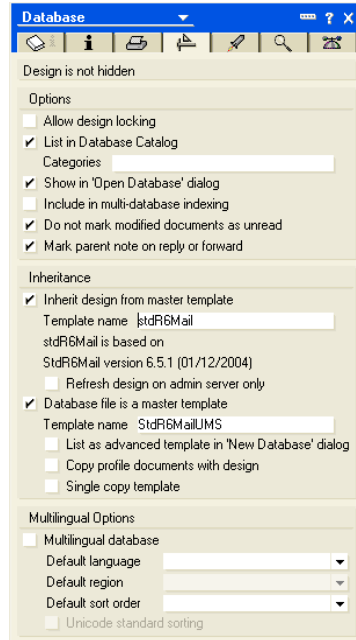 Database
? X
i
Design is not hidden
Options
Allow design locking
List in Database Catalog
Categories
Show in 'Open Database' dialog
Include in multi-database indexing
Do not mark modified documents as unread
Mark parent note on reply or forward
Inheritance
Inherit design from master template
Template name stdR6Mail
stdR6Mail is based on
StdR6Mail version 6.5.1 (01/12/2004)
Refresh design on admin server only
Database file is a master template
Template name StdR6MailUMS
List as advanced template in 'New Database' dialog
Copy profile documents with design
Single copy template
Multilingual Options
Multilingual database
Default language
Default region
Default sort order
Unicode standard sorting